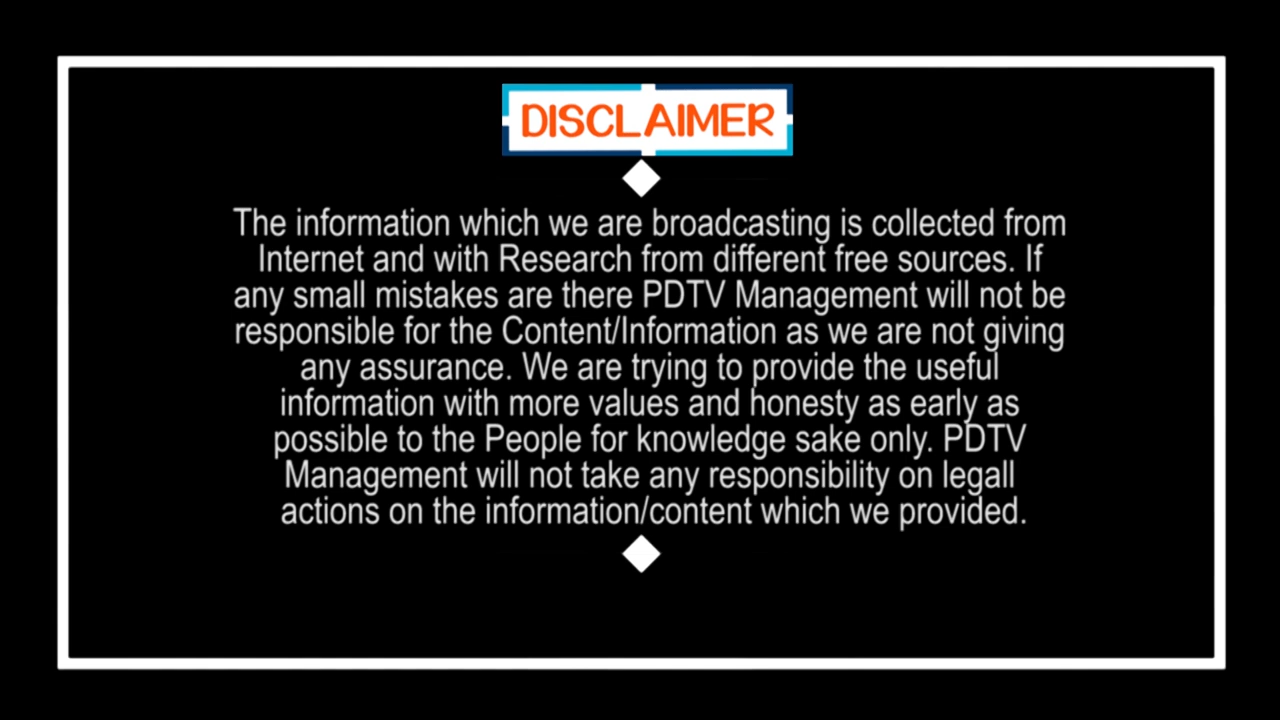 DISCLAIMER
The information which we are broadcasting is collected from
Internet and with Research from different free sources. If
any small mistakes are there PDTV Management will not be
responsible for the Content/Information as we are not giving
any assurance. We are trying to provide the useful
information with more values and honesty as early as
possible to the People for knowledge sake only. PDTV
Management will not take any responsibility on legall
actions on the information/content which we provided.